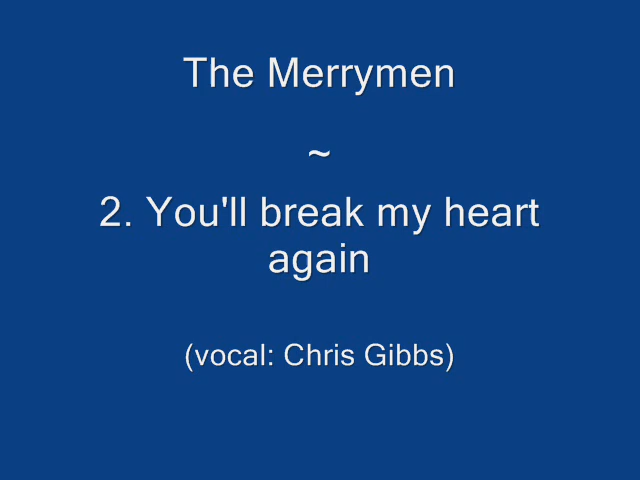 The Merrymen
~
2. You'll break my heart
again
(vocal: Chris Gibbs)